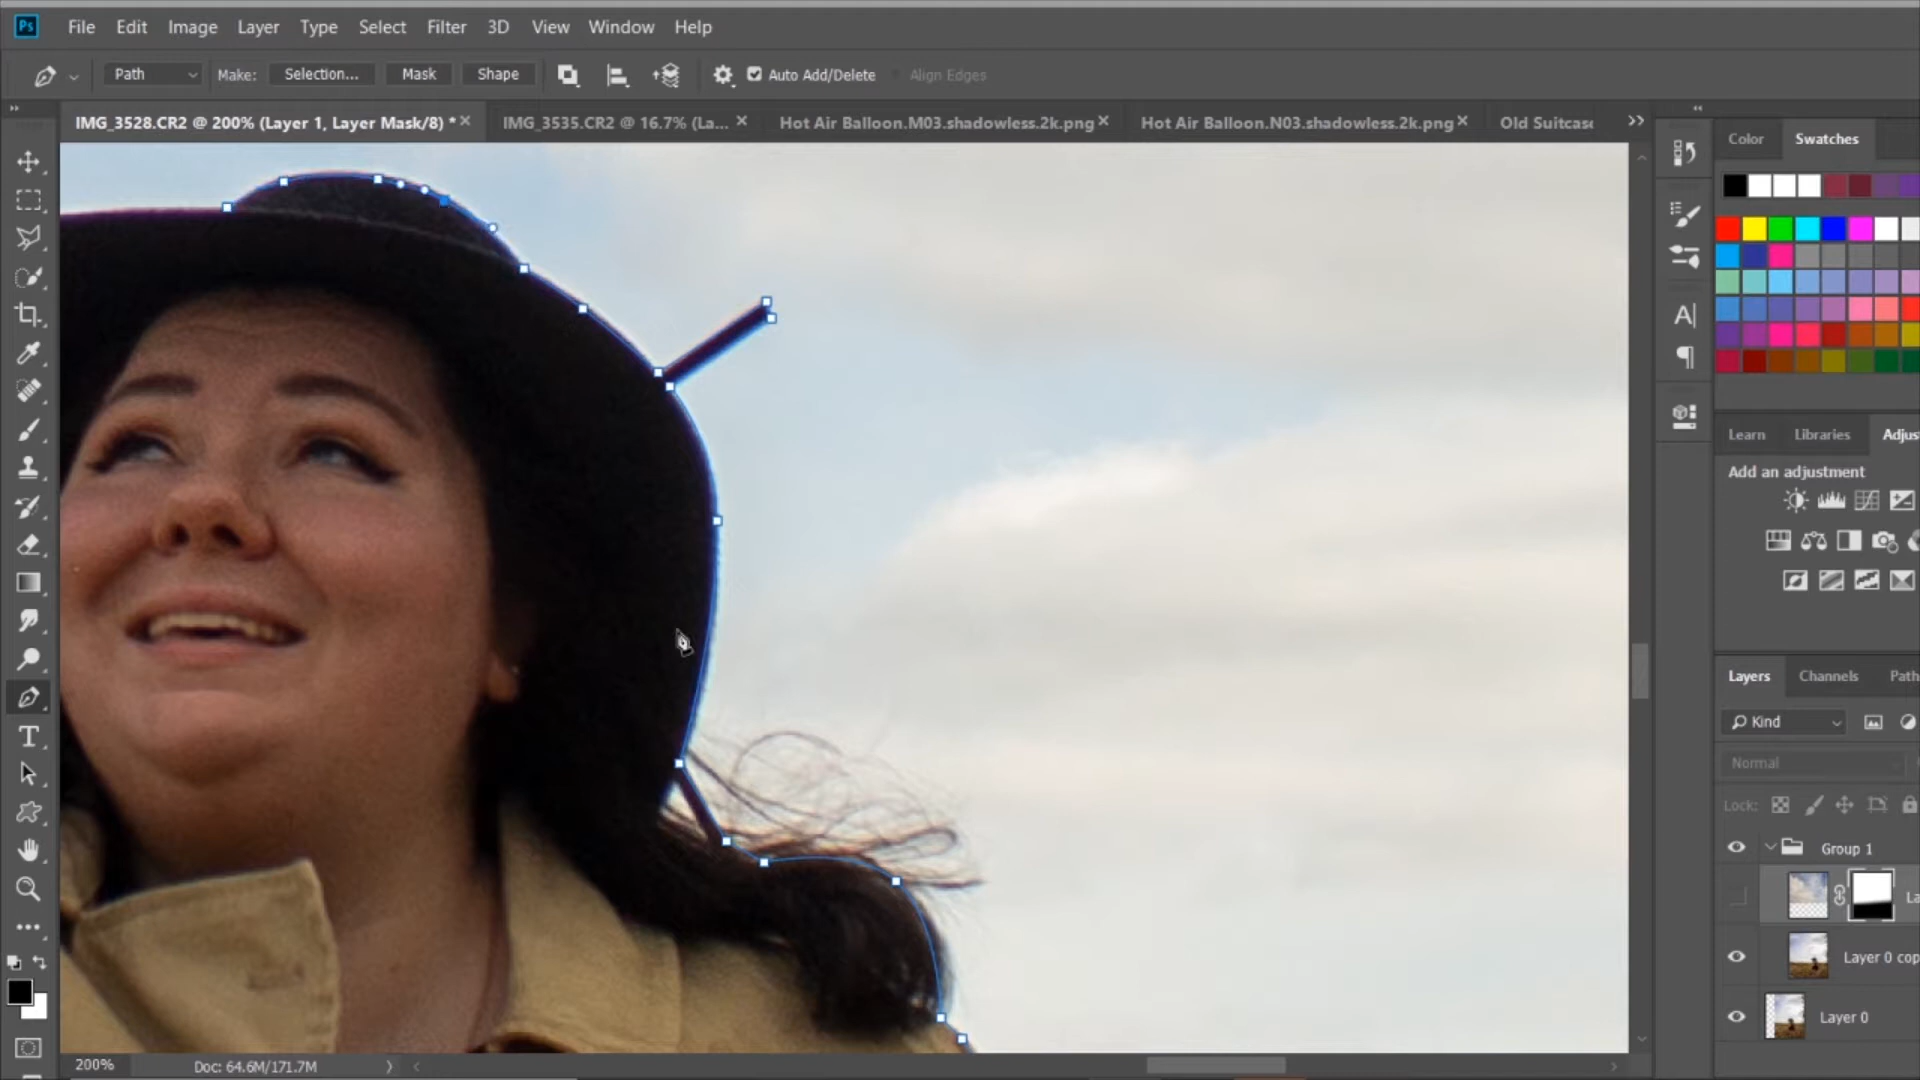 Ps File Edit Image Layer Type Select Filter 3D View Window Help
Path Make: Selection... Mask Shape Auto Add/Delete Align Edges
IMG_3528.CR2 @ 200% (Layer 1, Layer Mask/8) * IMG_3535.CR2 @ 16.7% (La... Hot Air Balloon.M03.shadowless.2k.png Hot Air Balloon.N03.shadowless.2k.png Old Suitcase
Color Swatches
Learn Libraries Adjus
Add an adjustment
Layers Channels Path
Kind
Normal
Lock:
Group 1
La
Layer 0 cop
Layer 0
200% Doc: 64.6M/171.7M